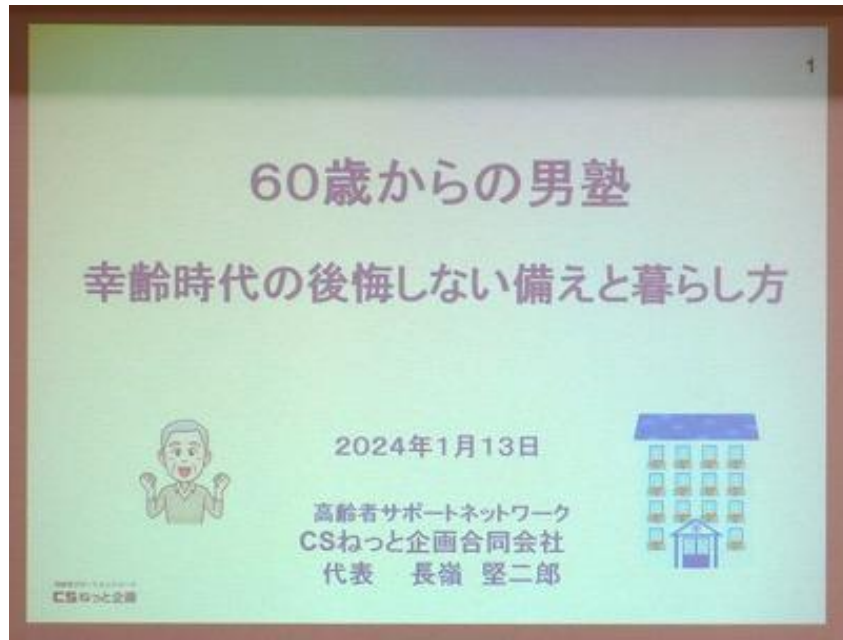 1
60歳からの男塾
幸齢時代の後悔しない備えと暮らし方
2024年1月13日
高齢者サポートネットワーク
CSねっと企画合同会社
代表 長嶺 堅二郎
CSねっと企画